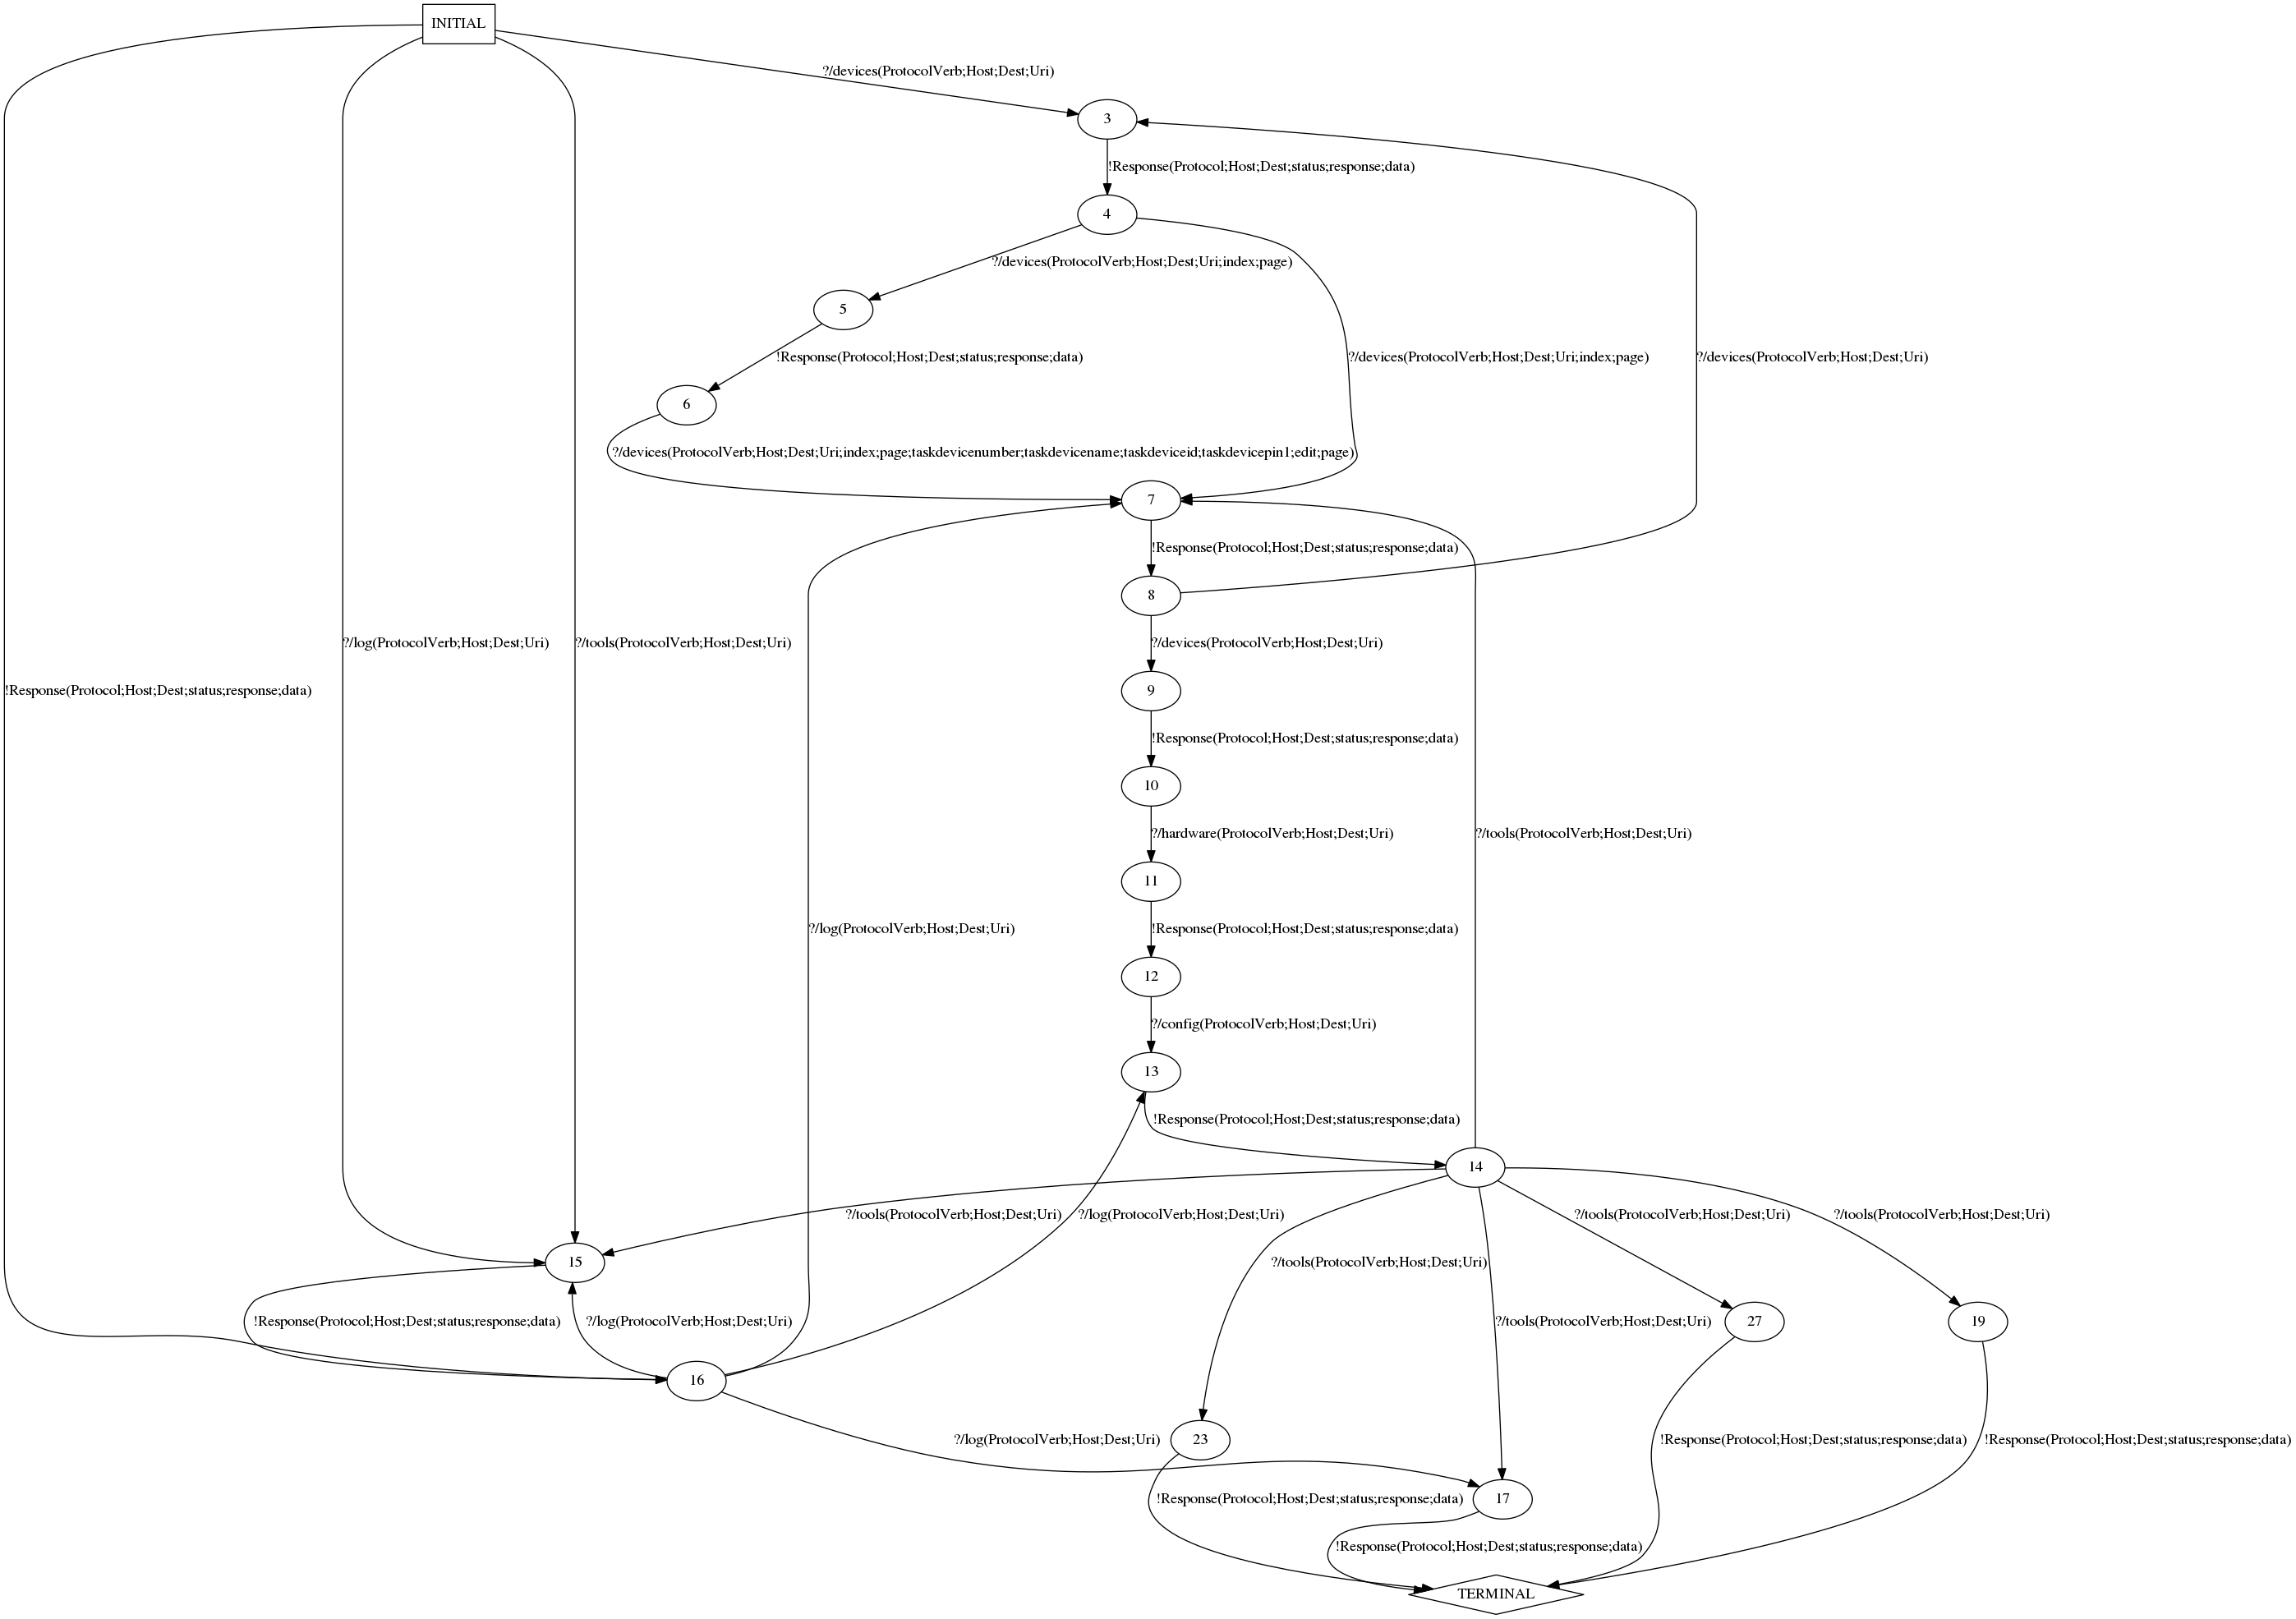 INITIAL
?/devices(ProtocolVerb;Host;Dest;Uri)
3
!Response(Protocol;Host;Dest;status;response;data)
4
?/devices(ProtocolVerb;Host;Dest;Uri;index;page)
5
!Response(Protocol;Host;Dest;status;response;data)
?/devices(ProtocolVerb;Host;Dest;Uri;index;page)
?/devices(ProtocolVerb;Host;Dest;Uri)
6
?/devices(ProtocolVerb;Host;Dest;Uri;index;page;taskdevicenumber;taskdevicename;taskdeviceid;taskdevicepin1;edit;page)
7
!Response(Protocol;Host;Dest;status;response;data)
8
?/log(ProtocolVerb;Host;Dest;Uri)
?/tools(ProtocolVerb;Host;Dest;Uri)
?/devices(ProtocolVerb;Host;Dest;Uri)
!Response(Protocol;Host;Dest;status;response;data)
9
!Response(Protocol;Host;Dest;status;response;data)
10
?/hardware(ProtocolVerb;Host;Dest;Uri)
?/tools(ProtocolVerb;Host;Dest;Uri)
11
?/log(ProtocolVerb;Host;Dest;Uri)
!Response(Protocol;Host;Dest;status;response;data)
12
?/config(ProtocolVerb;Host;Dest;Uri)
13
!Response(Protocol;Host;Dest;status;response;data)
14
?/tools(ProtocolVerb;Host;Dest;Uri)
?/log(ProtocolVerb;Host;Dest;Uri)
?/tools(ProtocolVerb;Host;Dest;Uri)
?/tools(ProtocolVerb;Host;Dest;Uri)
15
?/tools(ProtocolVerb;Host;Dest;Uri)
!Response(Protocol;Host;Dest;status;response;data)
?/log(ProtocolVerb;Host;Dest;Uri)
?/tools(ProtocolVerb;Host;Dest;Uri)
27
19
16
?/log(ProtocolVerb;Host;Dest;Uri)
23
!Response(Protocol;Host;Dest;status;response;data)
!Response(Protocol;Host;Dest;status;response;data)
!Response(Protocol;Host;Dest;status;response;data)
17
!Response(Protocol;Host;Dest;status;response;data)
TERMINAL